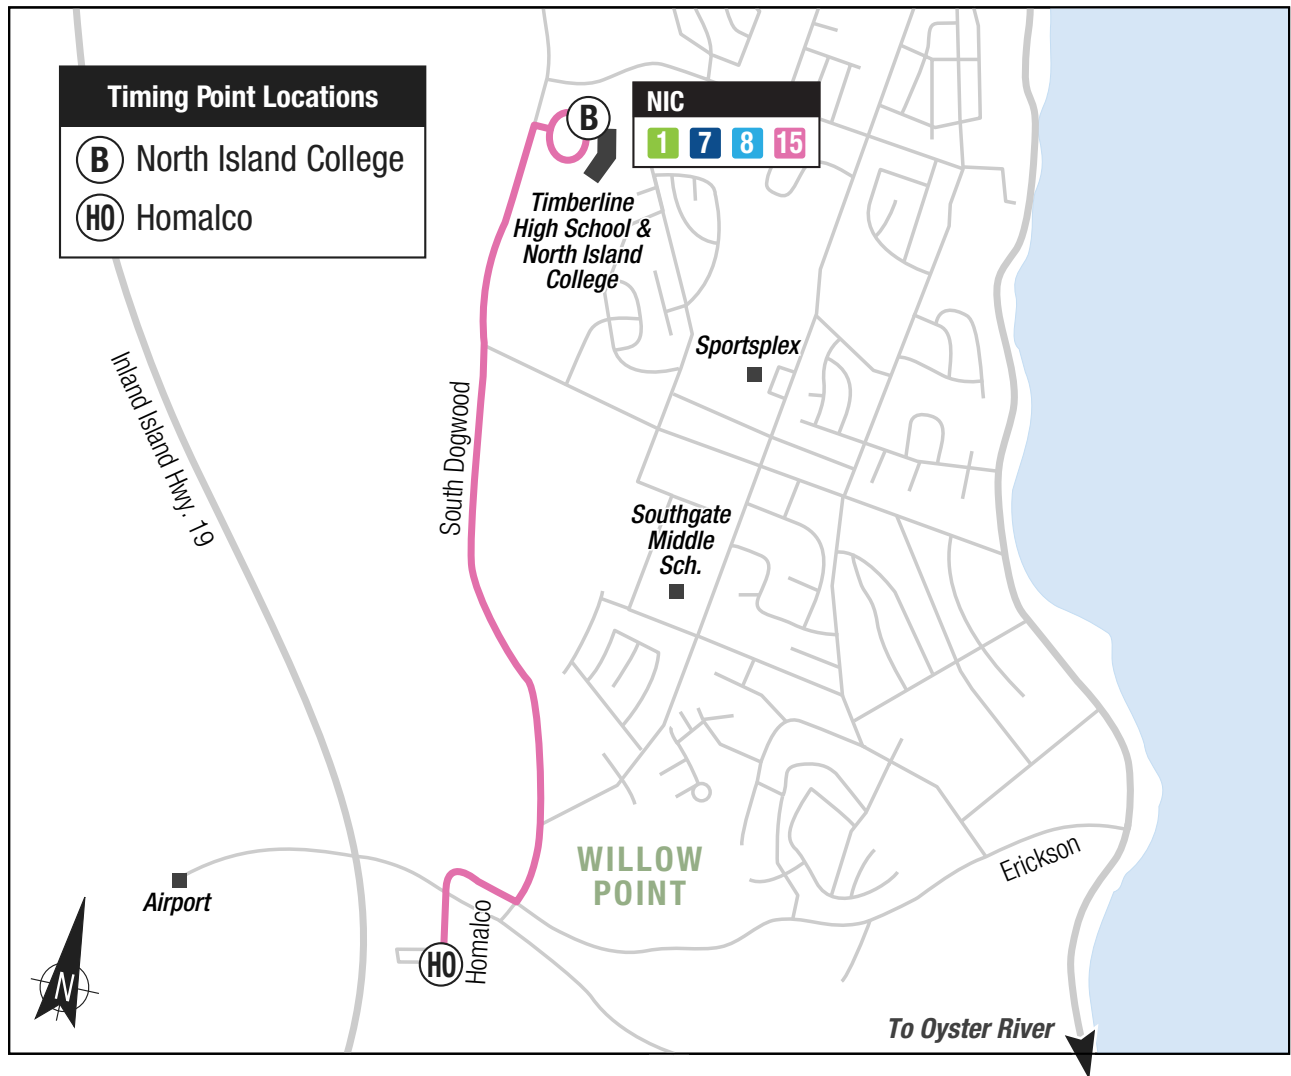 Timing Point Locations
B North Island College
HO Homalco
B
NIC
1 7 8 15
Timberline
High School &
North Island
College
Sportsplex
Inland Island Hwy. 19
South Dogwood
Southgate
Middle
Sch.
WILLOW
POINT
Erickson
Airport
Homalco
HO
N
To Oyster River